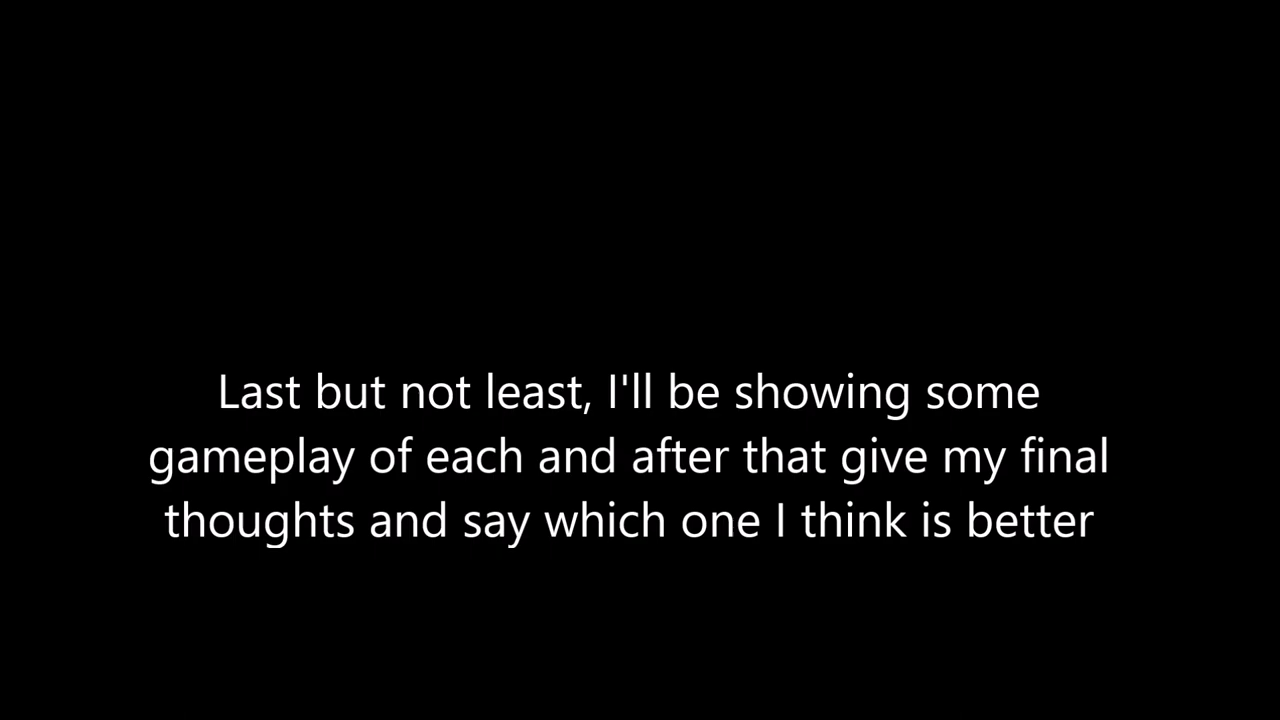 Last but not least, I'll be showing some
gameplay of each and after that give my final
thoughts and say which one I think is better